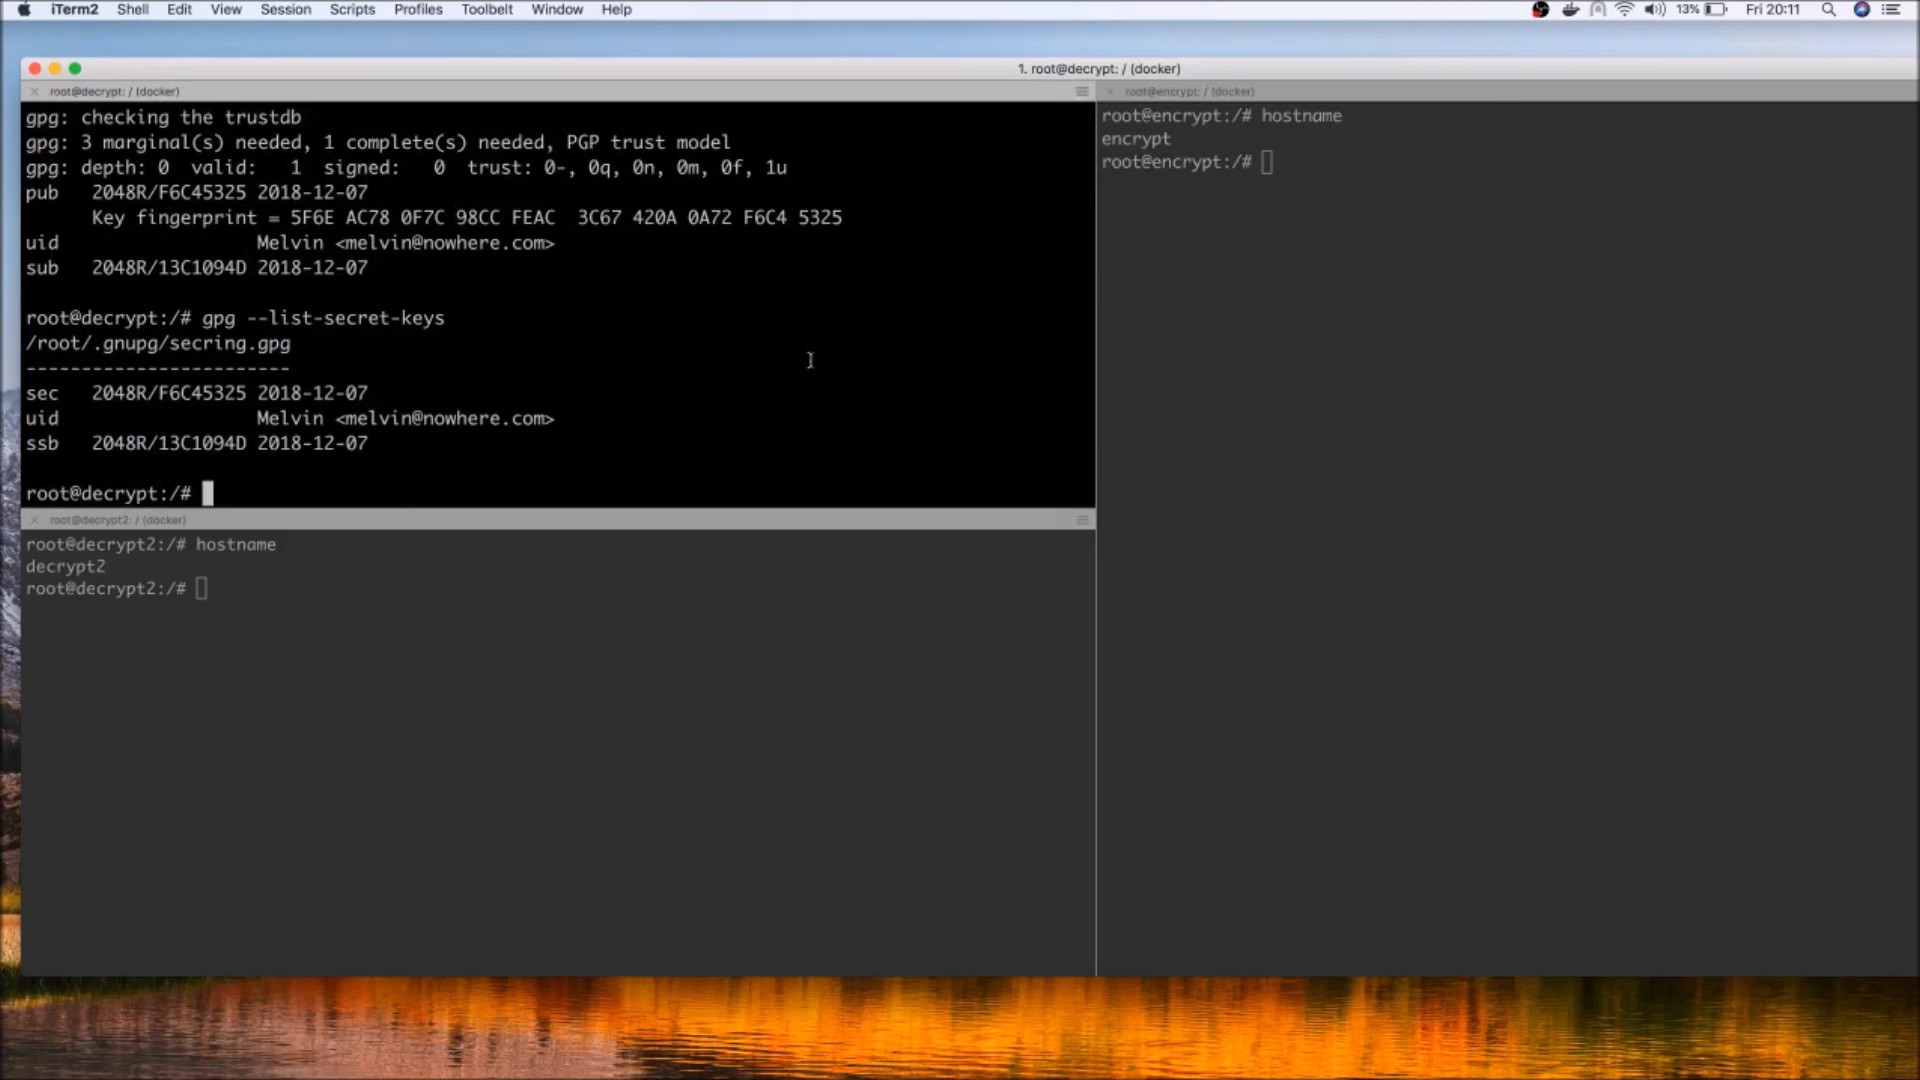 iTerm2 Shell Edit View Session Scripts Profiles Toolbelt Window Help 13% Fri 20:11
1. root@decrypt: / (docker)
root@decrypt: / (docker)
gpg: checking the trustdb
gpg: 3 marginal(s) needed, 1 complete(s) needed, PGP trust model
gpg: depth: 0  valid:   1  signed:   0  trust: 0-, 0q, 0n, 0m, 0f, 1u
pub   2048R/F6C45325 2018-12-07
      Key fingerprint = 5F6E AC78 0F7C 98CC FEAC  3C67 420A 0A72 F6C4 5325
uid                  Melvin <melvin@nowhere.com>
sub   2048R/13C1094D 2018-12-07
root@decrypt:/# gpg --list-secret-keys
/root/.gnupg/secring.gpg
------------------------
sec   2048R/F6C45325 2018-12-07
uid                  Melvin <melvin@nowhere.com>
ssb   2048R/13C1094D 2018-12-07
root@decrypt:/#
root@decrypt2: / (docker)
root@decrypt2:/# hostname
decrypt2
root@decrypt2:/#
root@encrypt: / (docker)
root@encrypt:/# hostname
encrypt
root@encrypt:/#